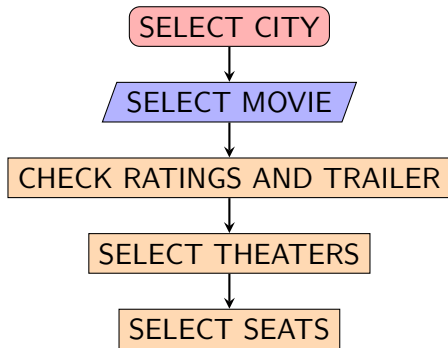 SELECT CITY
SELECT MOVIE
CHECK RATINGS AND TRAILER
SELECT THEATERS
SELECT SEATS